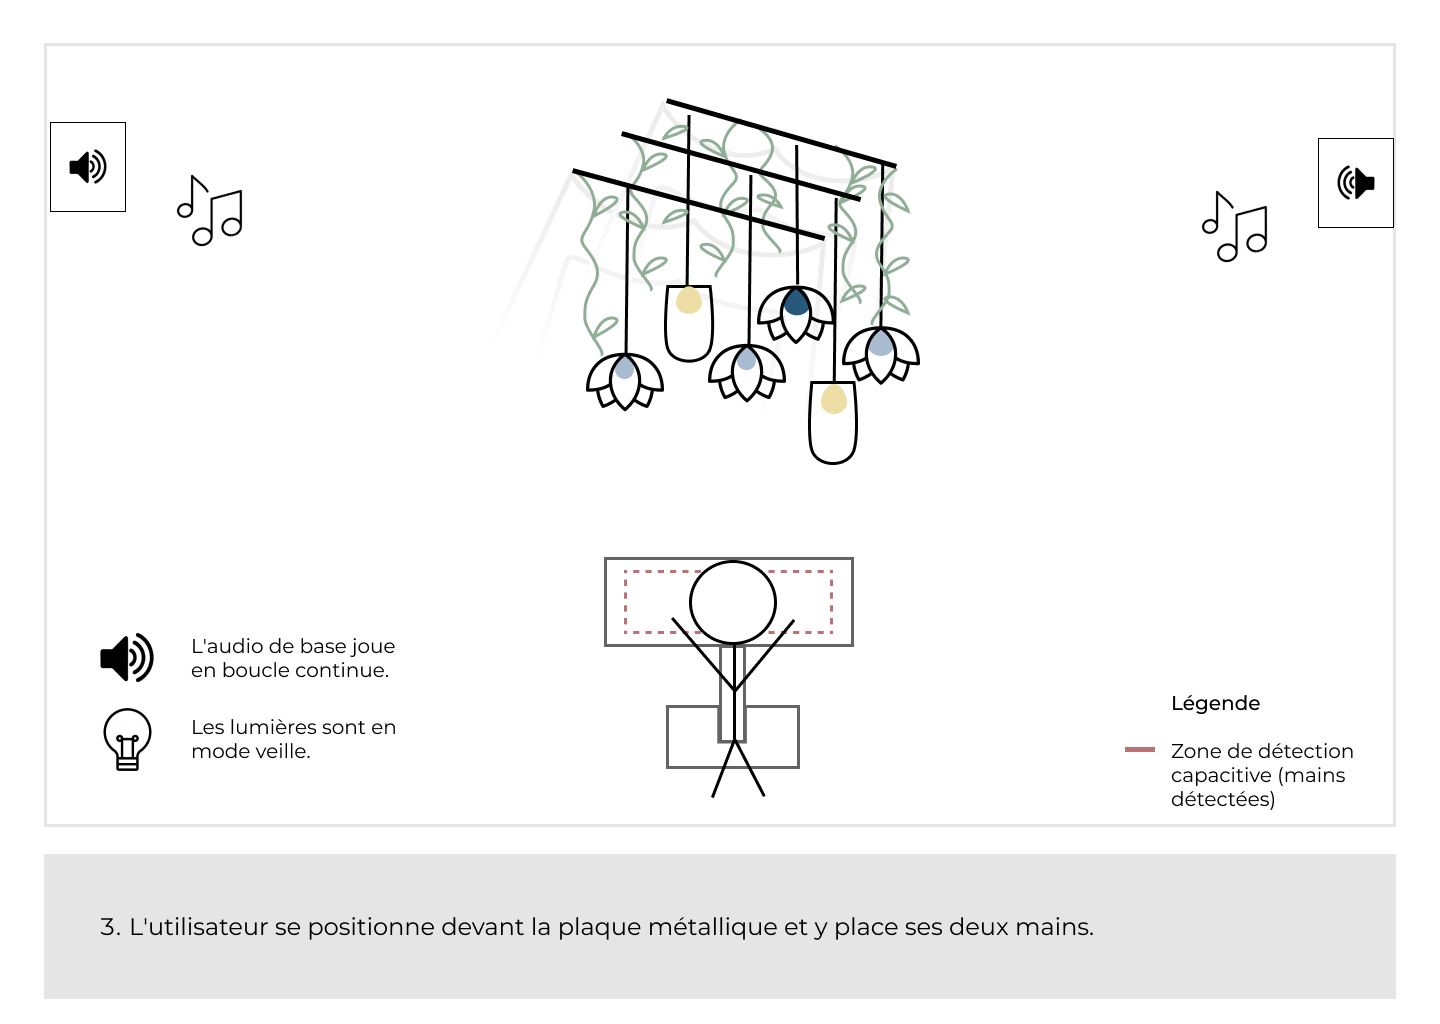 L'audio de base joue
en boucle continue.
Les lumières sont en
mode veille.
Légende
Zone de détection
capacitive (mains
détectées)
3. L'utilisateur se positionne devant la plaque métallique et y place ses deux mains.